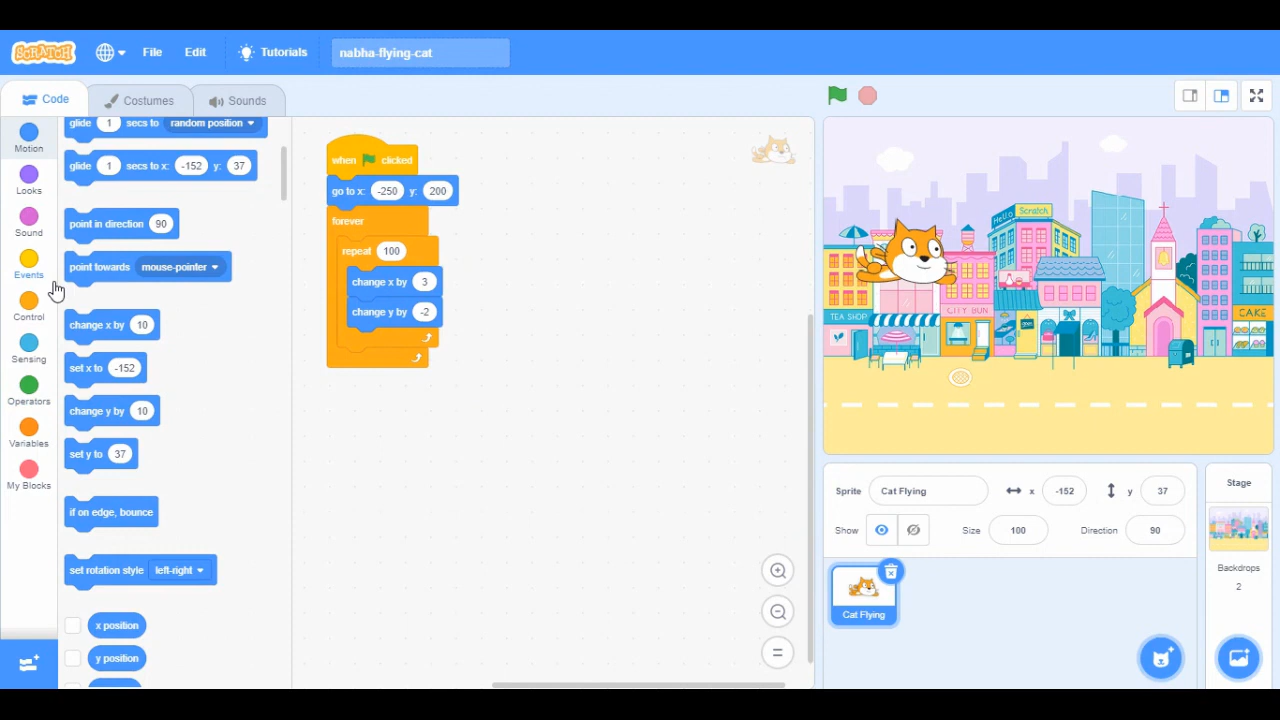 SCRATCH
File
Edit
Tutorials
nabha-flying-cat
Code
Costumes
Sounds
Motion
Looks
Sound
Events
Control
Sensing
Operators
Variables
My Blocks
glide 1 secs to random position
glide 1 secs to x: -152 y: 37
point in direction 90
point towards mouse-pointer
change x by 10
set x to -152
change y by 10
set y to 37
if on edge, bounce
set rotation style left-right
x position
y position
when clicked
go to x: -250 y: 200
forever
repeat 100
change x by 3
change y by -2
Hello Scratch
TEA SHOP
CITY BUN
CAKE
Sprite Cat Flying x -152 y 37
Show Size 100 Direction 90
Cat Flying
Stage
Backdrops
2